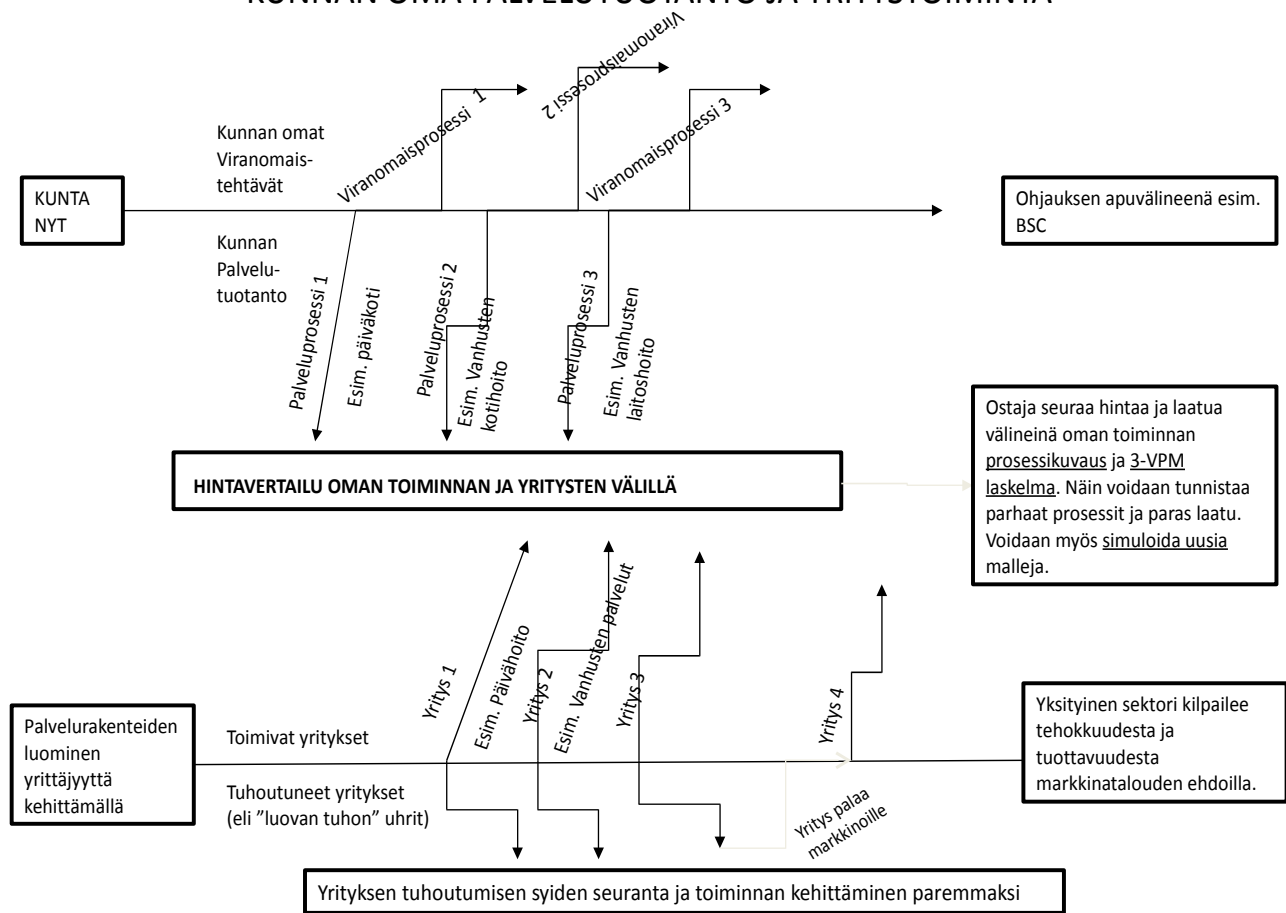 KUNNAN OMA PALVELUTUOTANTO JA YRITYSTOIMINTA
Viranomaisprosessi 1
Viranomaisprosessi 2
Viranomaisprosessi 3
Kunnan omat
Viranomais-
tehtävät
KUNTA
NYT
Ohjauksen apuvälineenä esim.
BSC
Kunnan
Palvelu-
tuotanto
Palveluprosessi 1
Esim. päiväkoti
Palveluprosessi 2
Esim. Vanhusten
kotihoito
Palveluprosessi 3
Esim. Vanhusten
laitoshoito
HINTAVERTAILU OMAN TOIMINNAN JA YRITYSTEN VÄLILLÄ
Ostaja seuraa hintaa ja laatua
välineinä oman toiminnan
prosessikuvaus ja 3-VPM
laskelma. Näin voidaan tunnistaa
parhaat prosessit ja paras laatu.
Voidaan myös simuloida uusia
malleja.
Yritys 1
Esim. Päivähoito
Yritys 2
Esim. Vanhusten palvelut
Yritys 3
Yritys 4
Palvelurakenteiden
luominen
yrittäjyyttä
kehittämällä
Toimivat yritykset
Tuhoutuneet yritykset
(eli ”luovan tuhon” uhrit)
Yksityinen sektori kilpailee
tehokkuudesta ja
tuottavuudesta
markkinatalouden ehdoilla.
Yritys palaa
markkinoille
Yrityksen tuhoutumisen syiden seuranta ja toiminnan kehittäminen paremmaksi